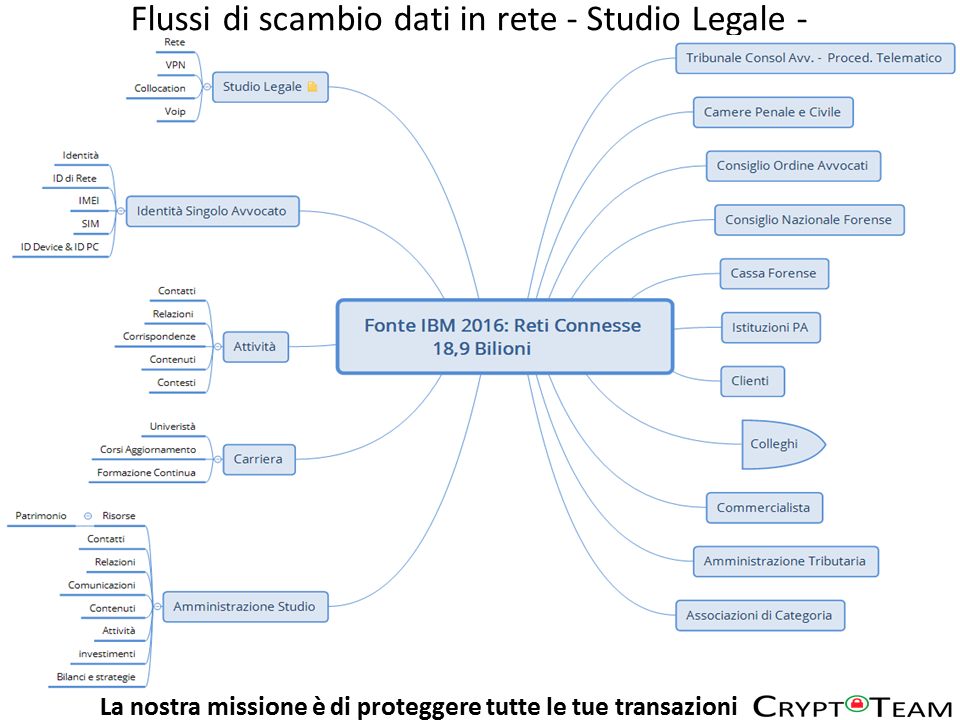 Flussi di scambio dati in rete - Studio Legale -
Rete
VPN
Collocation
Voip
Studio Legale
Identità
ID di Rete
IMEI
SIM
ID Device & ID PC
Identità Singolo Avvocato
Contatti
Relazioni
Corrispondenze
Contenuti
Contesti
Attività
Univeristà
Corsi Aggiornamento
Formazione Continua
Carriera
Patrimonio
Risorse
Contatti
Relazioni
Comunicazioni
Contenuti
Attività
investimenti
Bilanci e strategie
Amministrazione Studio
Fonte IBM 2016: Reti Connesse
18,9 Bilioni
Tribunale Consol Avv. - Proced. Telematico
Camere Penale e Civile
Consiglio Ordine Avvocati
Consiglio Nazionale Forense
Cassa Forense
Istituzioni PA
Clienti
Colleghi
Commercialista
Amministrazione Tributaria
Associazioni di Categoria
La nostra missione è di proteggere tutte le tue transazioni
CRYPTOTEAM